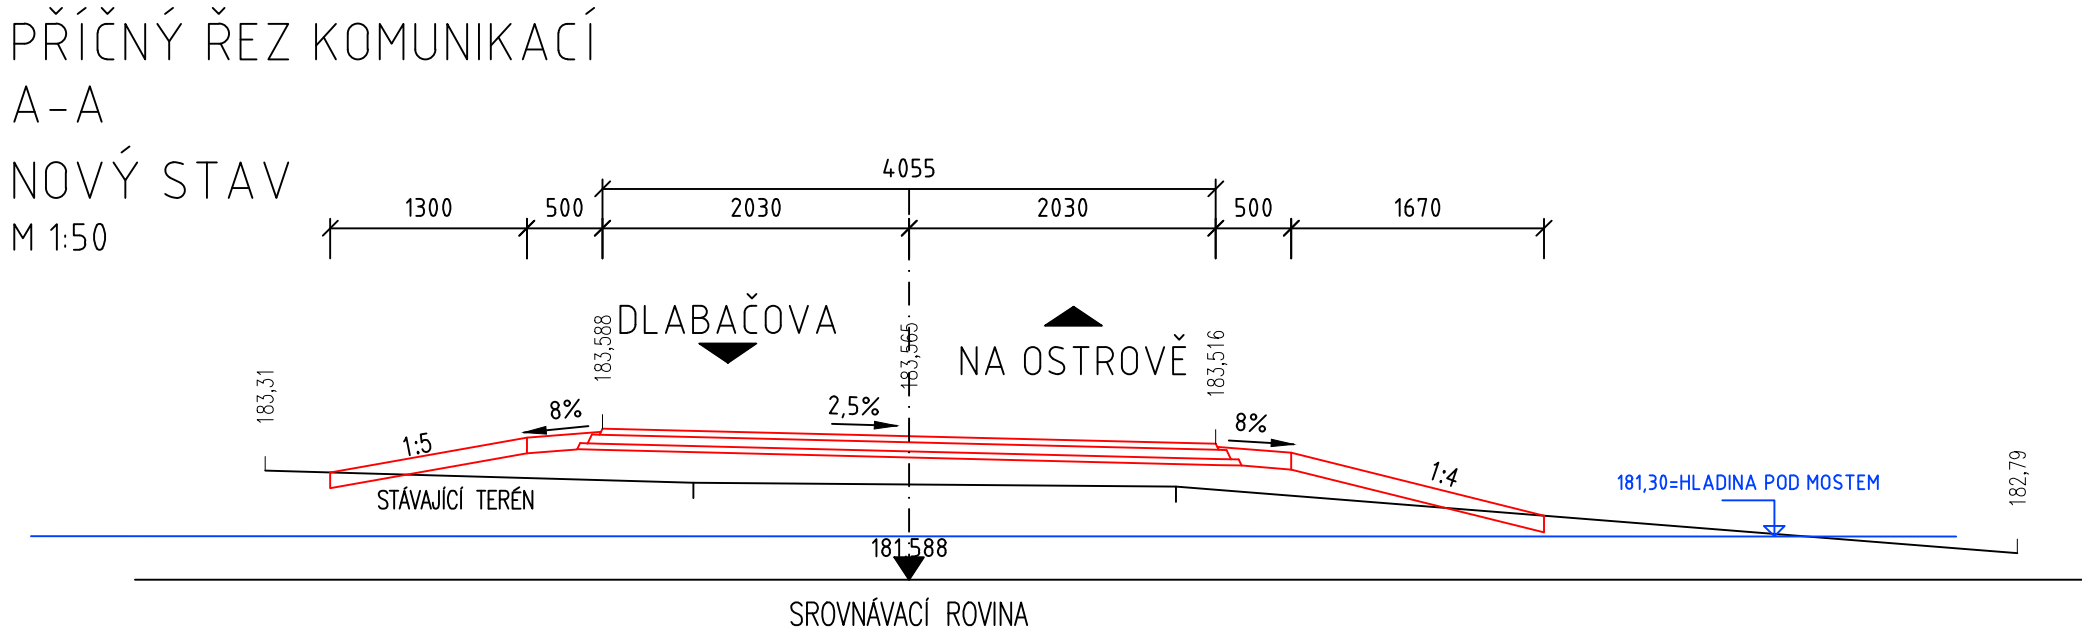 PŘÍČNÝ ŘEZ KOMUNIKACÍ
A-A
NOVÝ STAV
M 1:50
4055
1300 500 2030 2030 500 1670
DLABAČOVA
NA OSTROVĚ
183,31
183,588
183,565
183,516
182,79
8%
2,5%
8%
1:5
1:4
STÁVAJÍCÍ TERÉN
181,30=HLADINA POD MOSTEM
181,588
SROVNÁVACÍ ROVINA